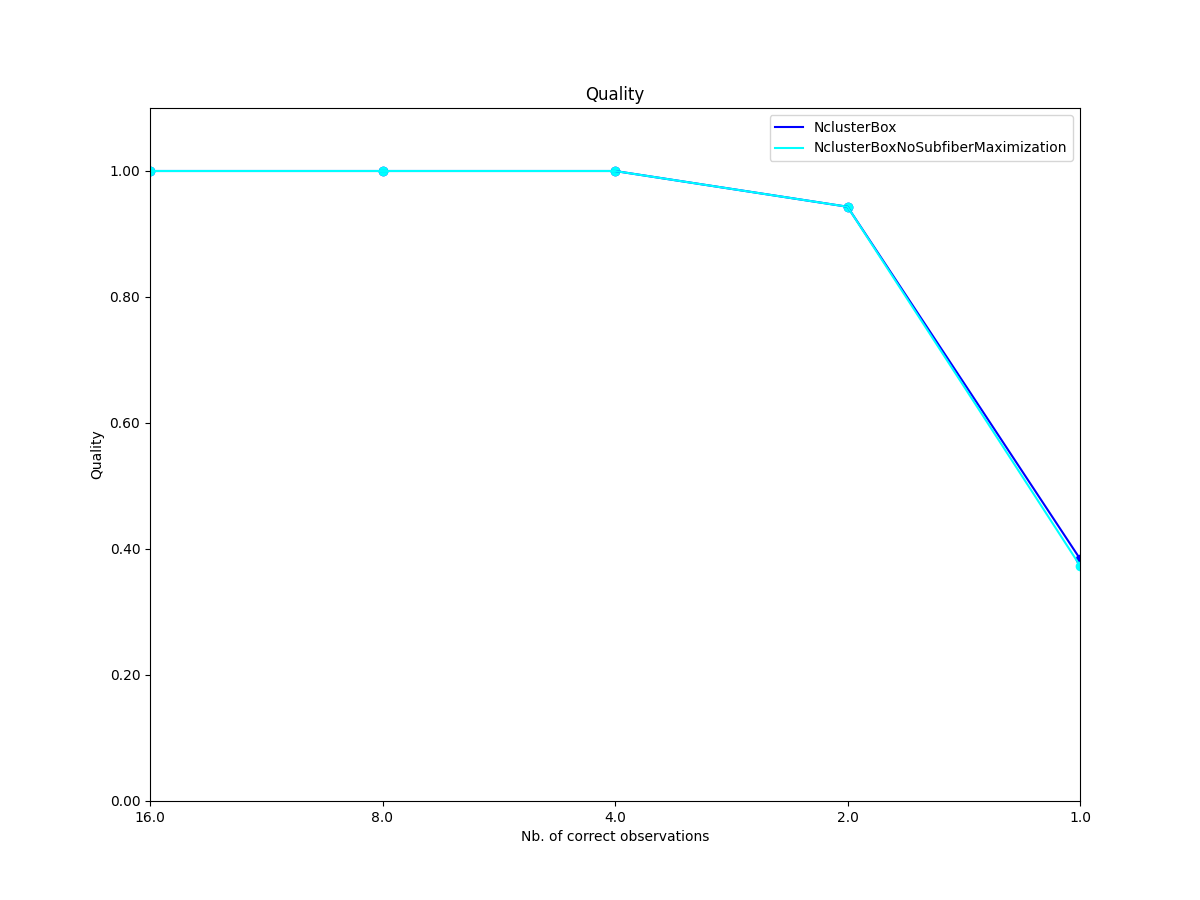 Quality
NclusterBox
NclusterBoxNoSubfiberMaximization
1.00
0.80
0.60
0.40
0.20
0.00
Quality
16.0 8.0 4.0 2.0 1.0
Nb. of correct observations